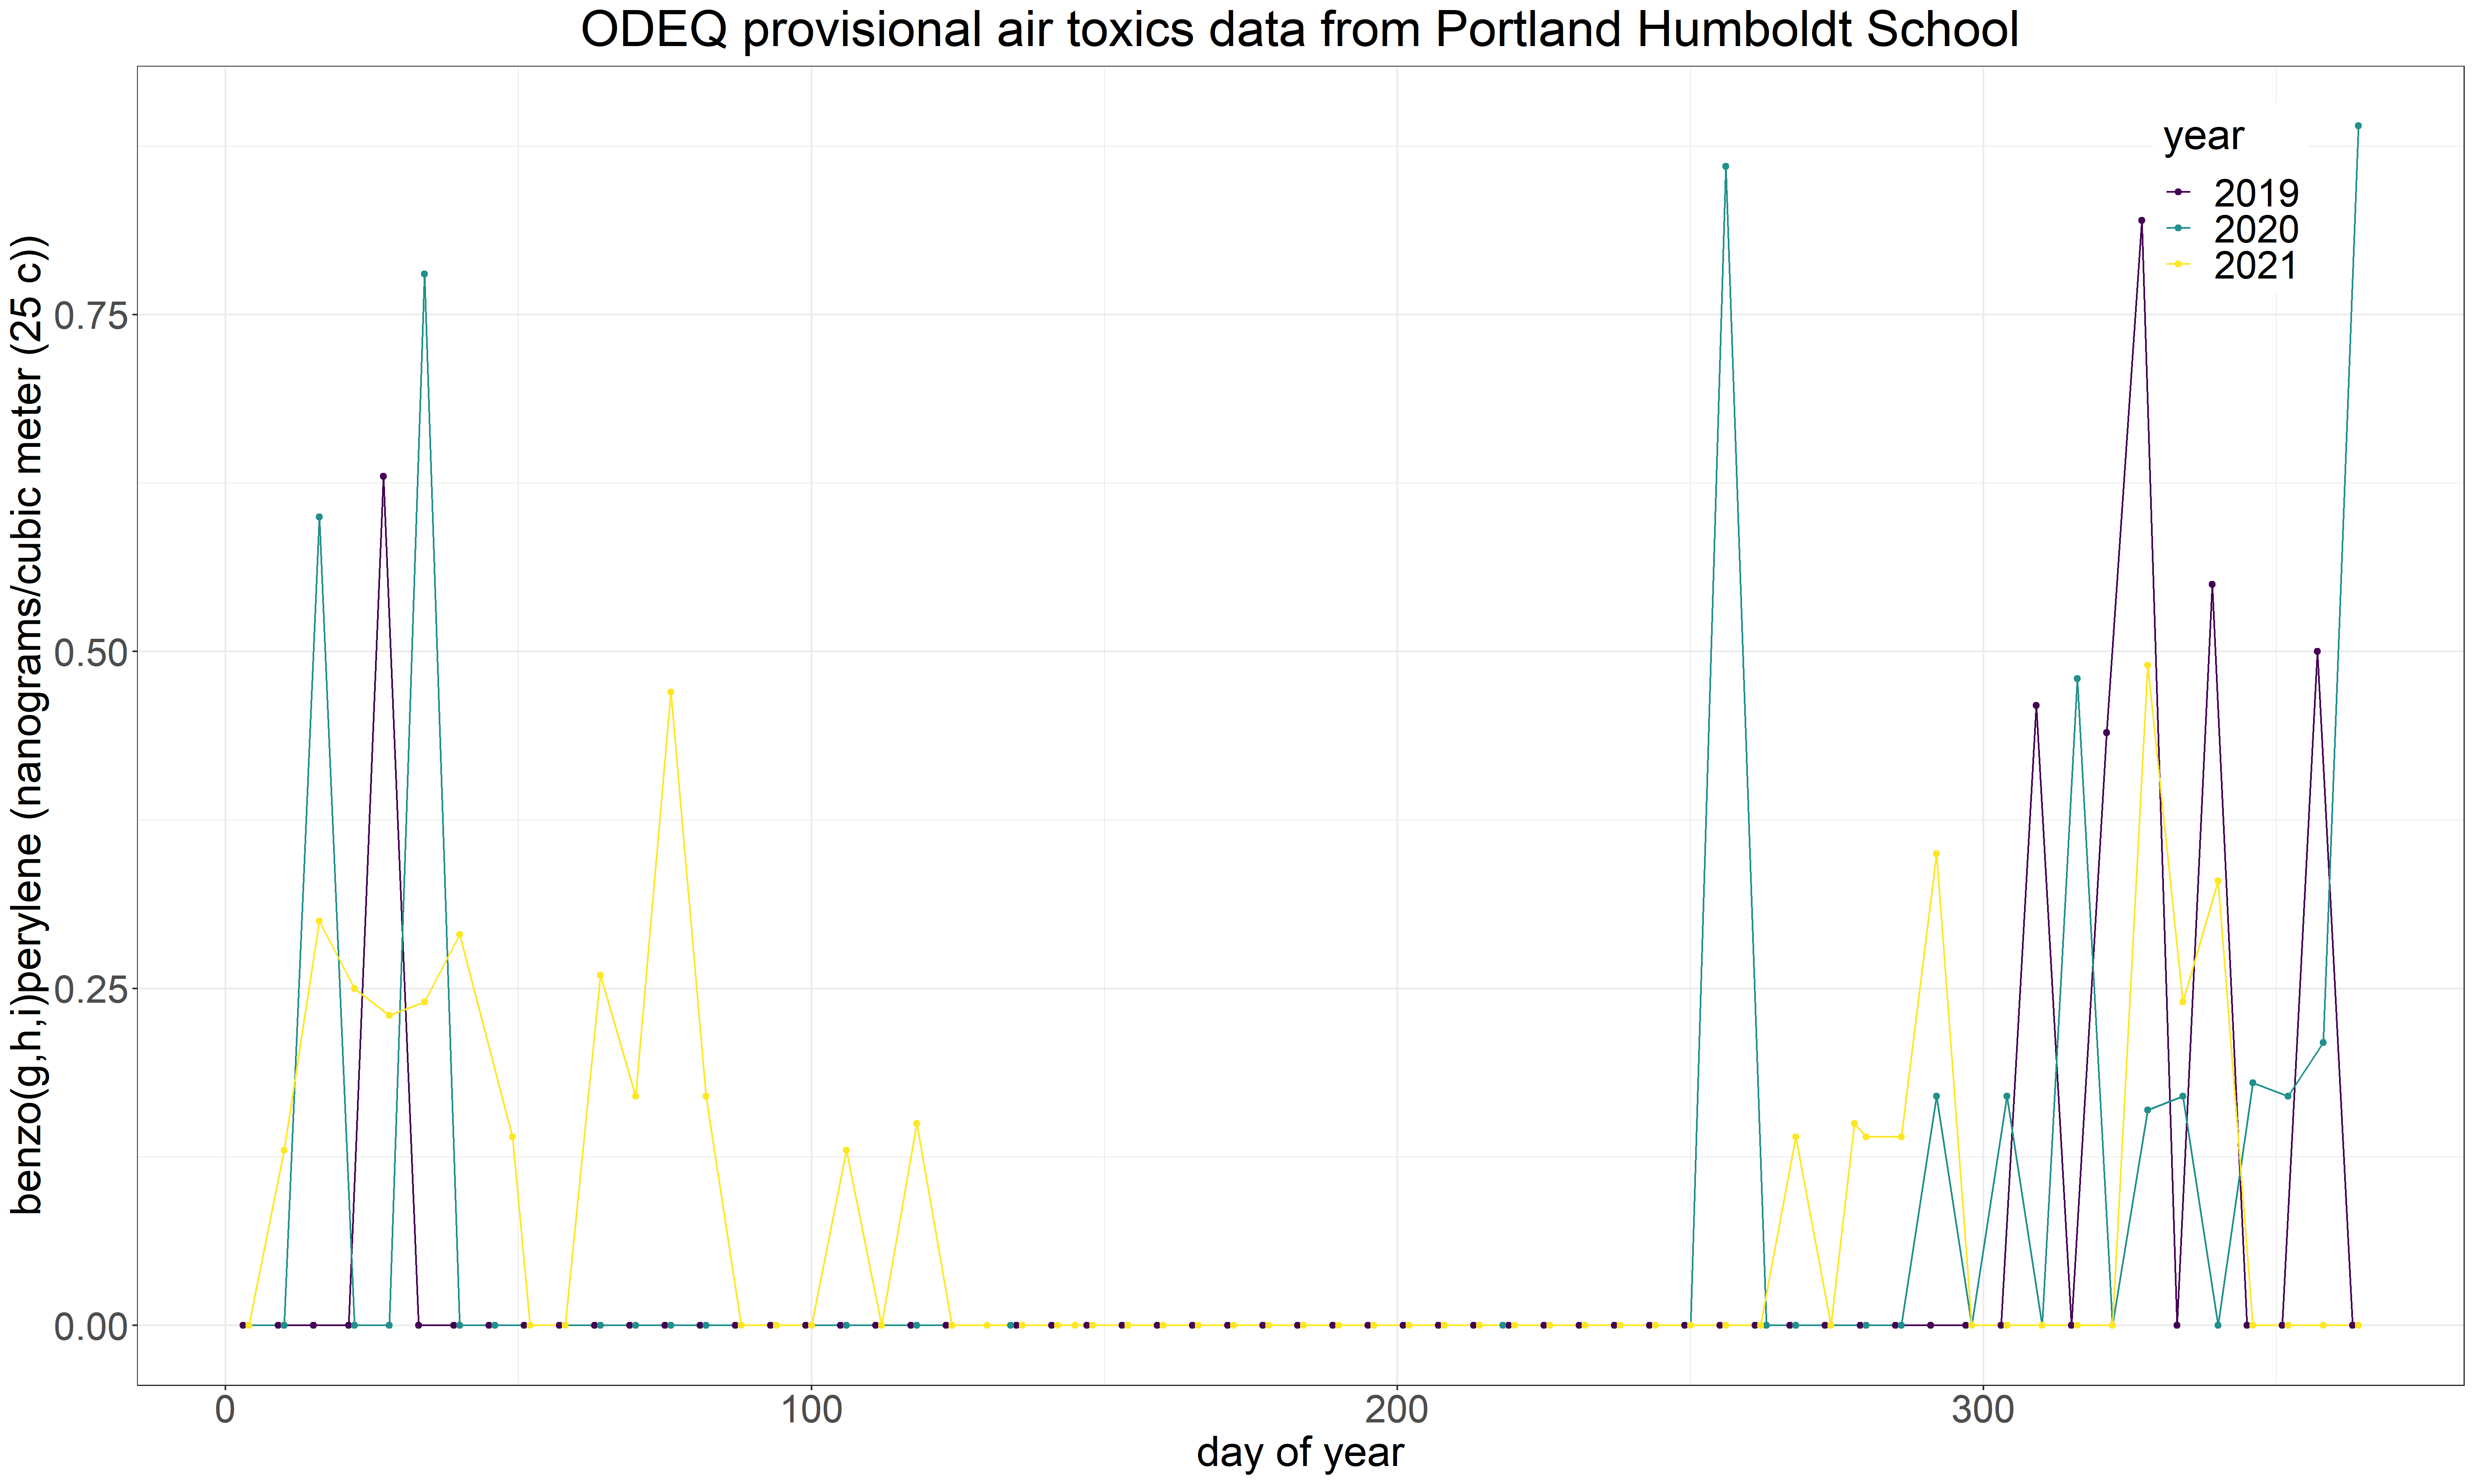 ODEQ provisional air toxics data from Portland Humboldt School
benzo(g,h,i)perylene (nanograms/cubic meter (25 c))
0.75
0.50
0.25
0.00
year
2019
2020
2021
0
100
200
300
day of year